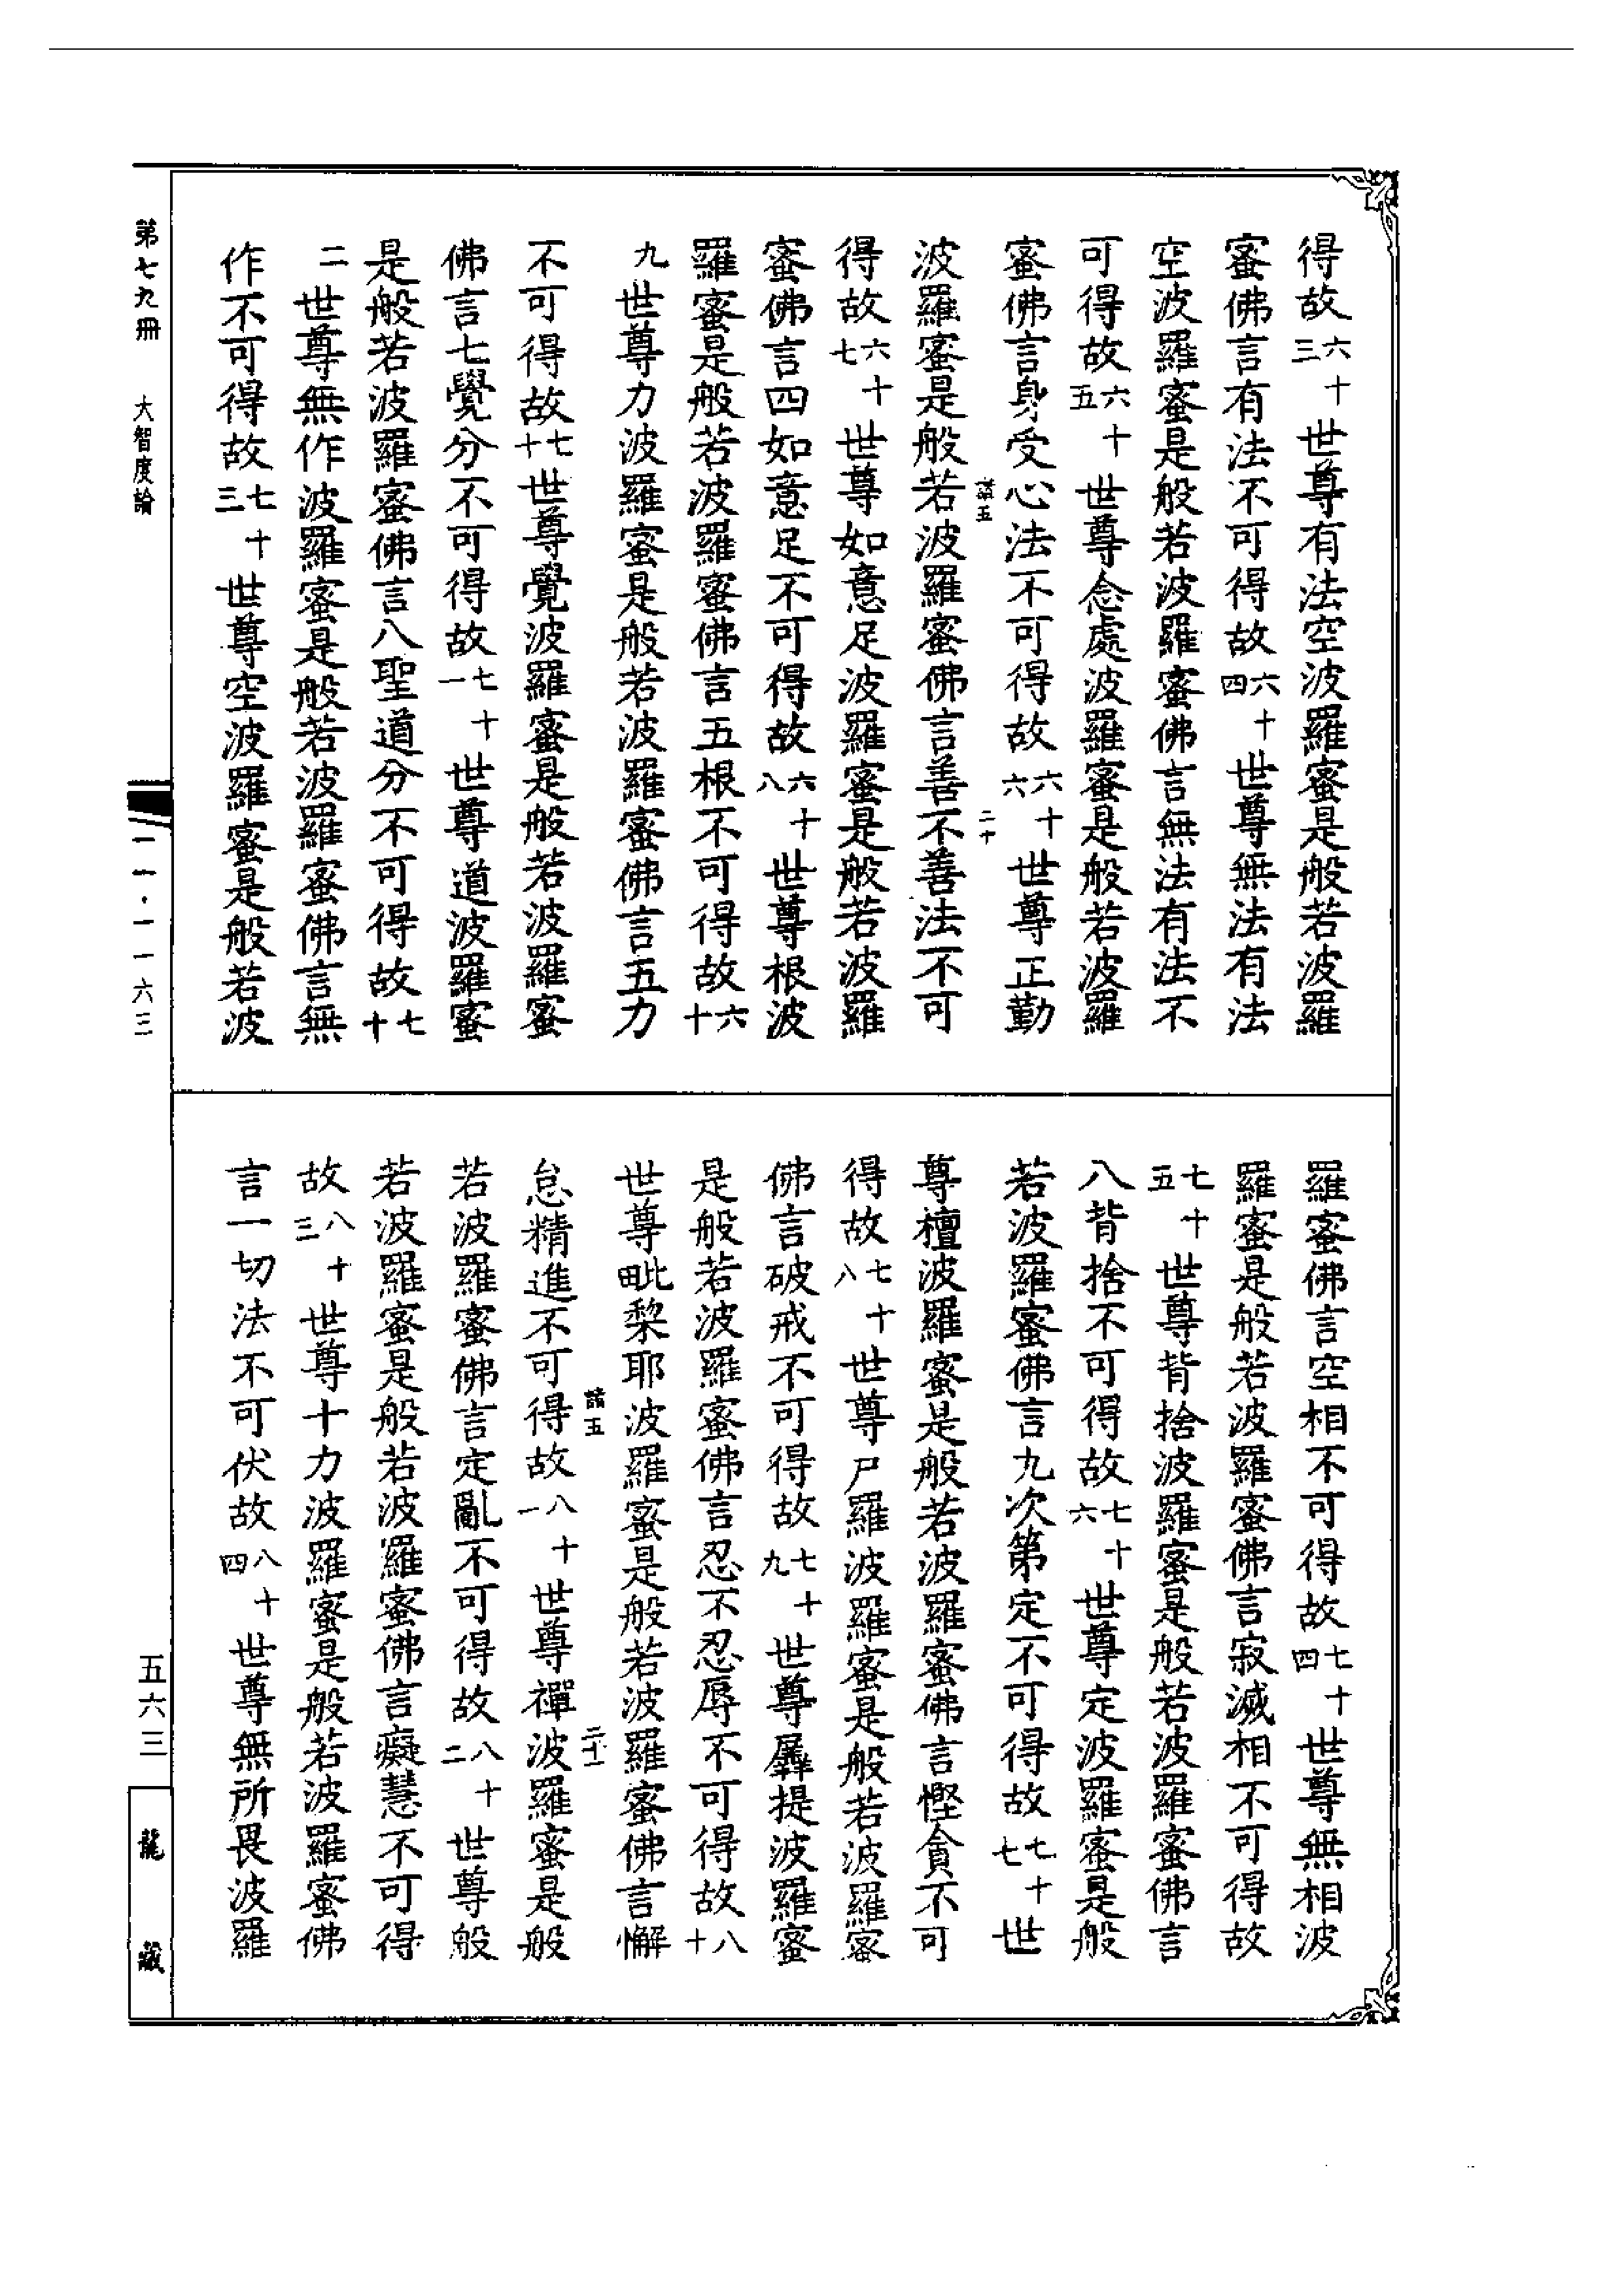 得故六十三世尊有法空波羅蜜是般若波羅
蜜佛言有法不可得故六十四世尊無法有法
空波羅蜜是般若波羅蜜佛言無法有法不
可得故六十五世尊念處波羅蜜是般若波羅
蜜佛言身受心法不可得故六十六世尊正勤
諸五 二十
波羅蜜是般若波羅蜜佛言善不善法不可
得故六十七世尊如意足波羅蜜是般若波羅
蜜佛言四如意足不可得故六十八世尊根波
羅蜜是般若波羅蜜佛言五根不可得故六十
九世尊力波羅蜜是般若波羅蜜佛言五力
不可得故七十世尊覺波羅蜜是般若波羅蜜
佛言七覺分不可得故七十一世尊道波羅蜜
是般若波羅蜜佛言八聖道分不可得故七十
二世尊無作波羅蜜是般若波羅蜜佛言無
作不可得故七十三世尊空波羅蜜是般若波
羅蜜佛言空相不可得故七十四世尊無相波
羅蜜是般若波羅蜜佛言寂滅相不可得故
七十五世尊背捨波羅蜜是般若波羅蜜佛言
八背捨不可得故七十六世尊定波羅蜜是般
若波羅蜜佛言九次第定不可得故七十七世
尊檀波羅蜜是般若波羅蜜佛言慳貪不可
得故七十八世尊尸羅波羅蜜是般若波羅蜜
佛言破戒不可得故七十九世尊羼提波羅蜜
是般若波羅蜜佛言忍不忍辱不可得故八十
世尊毗棃耶波羅蜜是般若波羅蜜佛言懈
諸五 二十一
怠精進不可得故八十一世尊禪波羅蜜是般
若波羅蜜佛言定亂不可得故八十二世尊般
若波羅蜜是般若波羅蜜佛言癡慧不可得
故八十三世尊十力波羅蜜是般若波羅蜜佛
言一切法不可伏故八十四世尊無所畏波羅
第七九冊 大智度論 一一·一一六三 五六三 龍藏